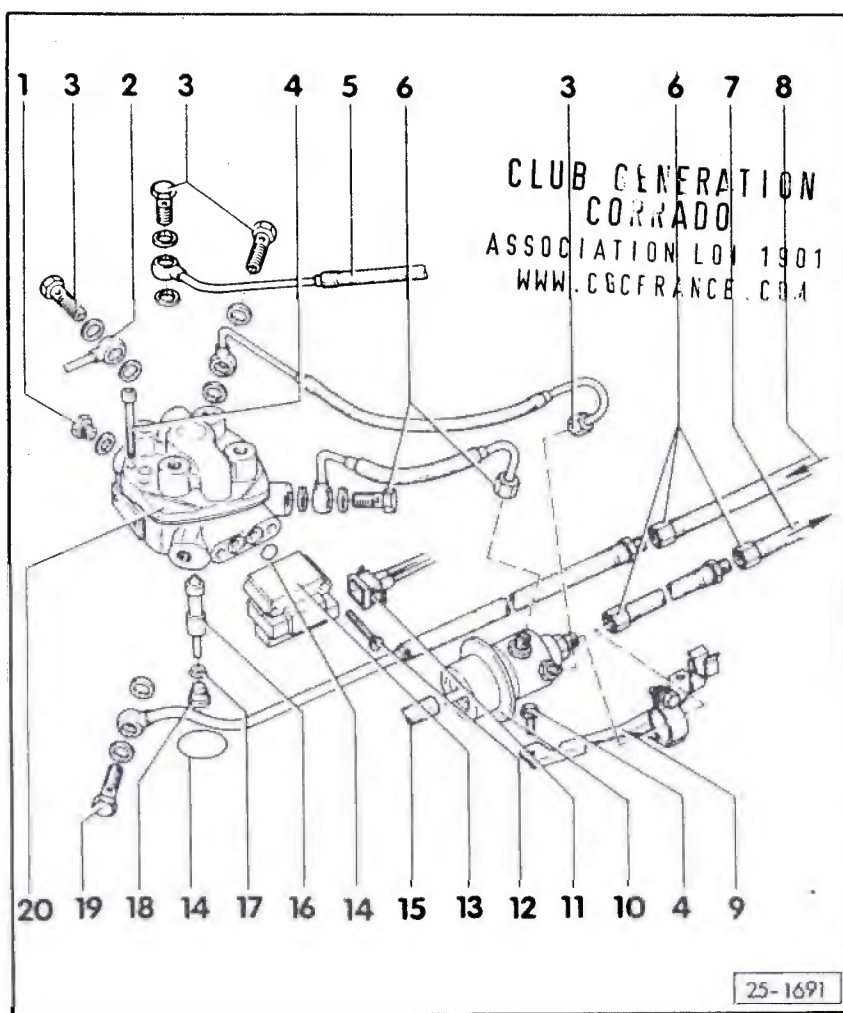 1 3 2 3 4 5 6 3 6 7 8
CLUB GENERATION
CORRADO
ASSOCIATION LOI 1901
WWW.CGCFRANCE.COM
20 19 18 14 17 16 14 15 13 12 11 10 4 9
25-1691